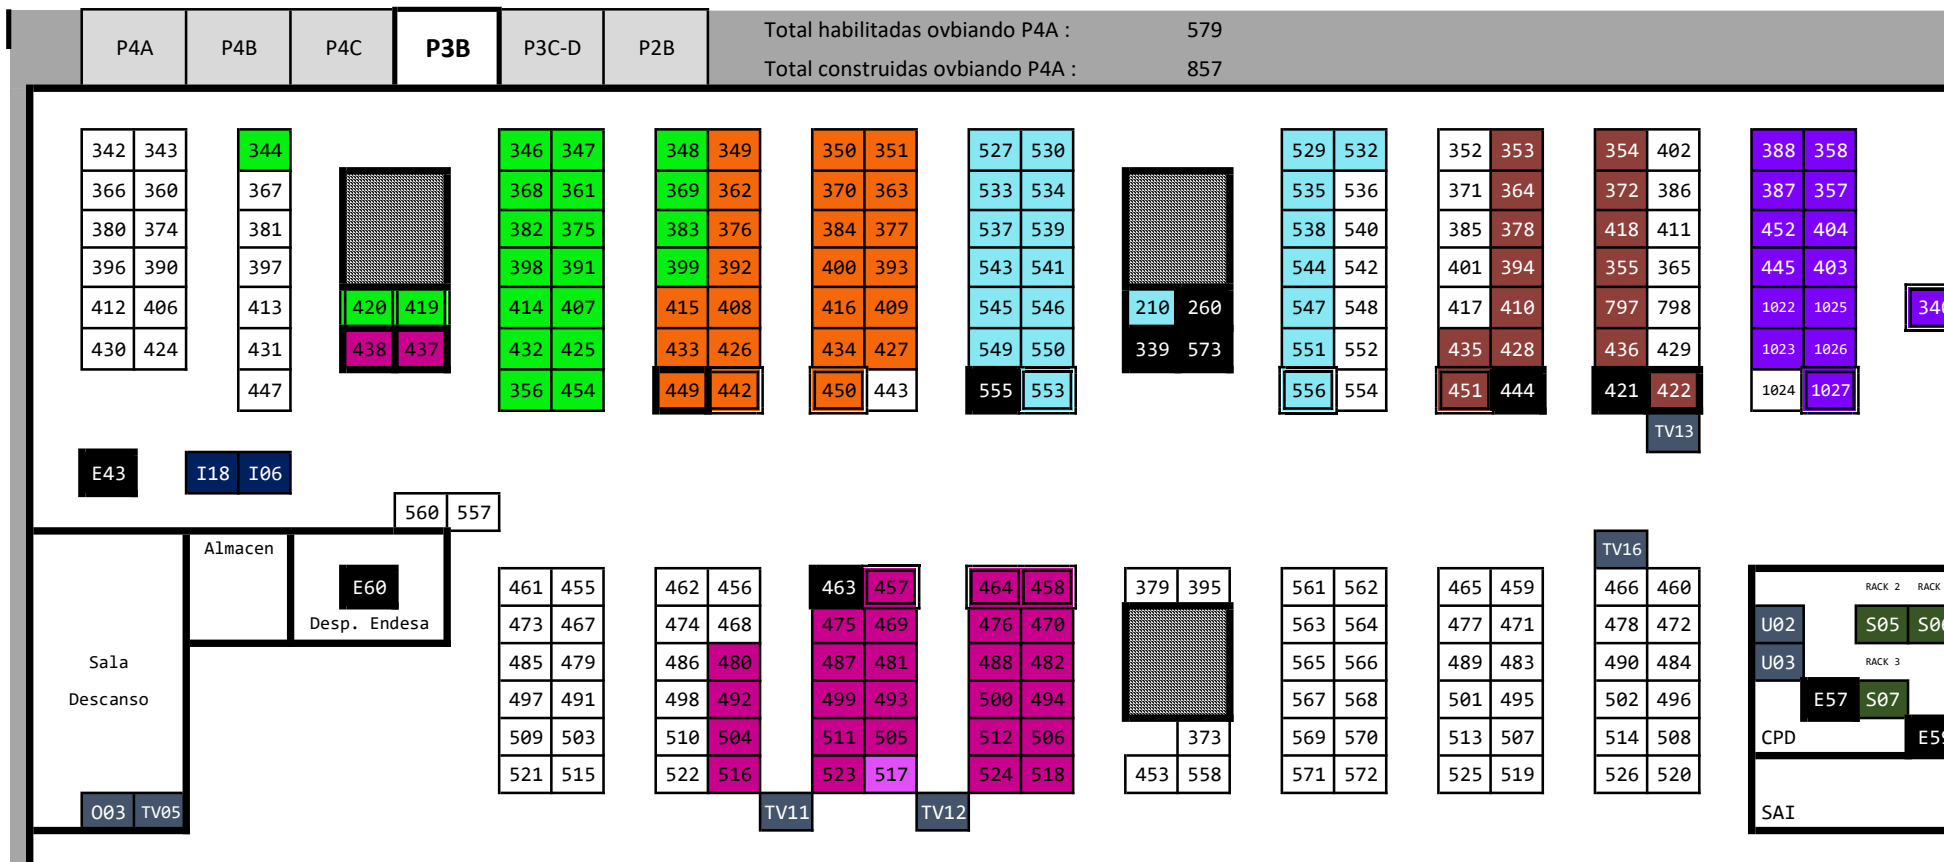 P4A P4B P4C P3B P3C-D P2B Total habilitadas ovbiando P4A : 579
Total construidas ovbiando P4A : 857
342 343 344 346 347 348 349 350 351 527 530 529 532 352 353 354 402 388 358
366 360 367 368 361 369 362 370 363 533 534 535 536 371 364 372 386 387 357
380 374 381 382 375 383 376 384 377 537 539 538 540 385 378 418 411 452 404
396 390 397 398 391 399 392 400 393 543 541 544 542 401 394 355 365 445 403
412 406 413 420 419 414 407 415 408 416 409 545 546 210 260 547 548 417 410 797 798 1022 1025
430 424 431 438 437 432 425 433 426 434 427 549 550 339 573 551 552 435 428 436 429 1023 1026
447 356 454 449 442 450 443 555 553 556 554 451 444 421 422 1024 1027
TV13
E43 I18 I06
560 557
Almacen TV16
E60 461 455 462 456 463 457 464 458 379 395 561 562 465 459 466 460 RACK 2 RACK
Desp. Endesa 473 467 474 468 475 469 476 470 563 564 477 471 478 472 U02 S05
Sala 485 479 486 480 487 481 488 482 565 566 489 483 490 484 U03 RACK 3
Descanso 497 491 498 492 499 493 500 494 567 568 501 495 502 496 E57 S07
509 503 510 504 511 505 512 506 373 569 570 513 507 514 508 CPD
521 515 522 516 523 517 524 518 453 558 571 572 525 519 526 520
O03 TV05 TV11 TV12 SAI